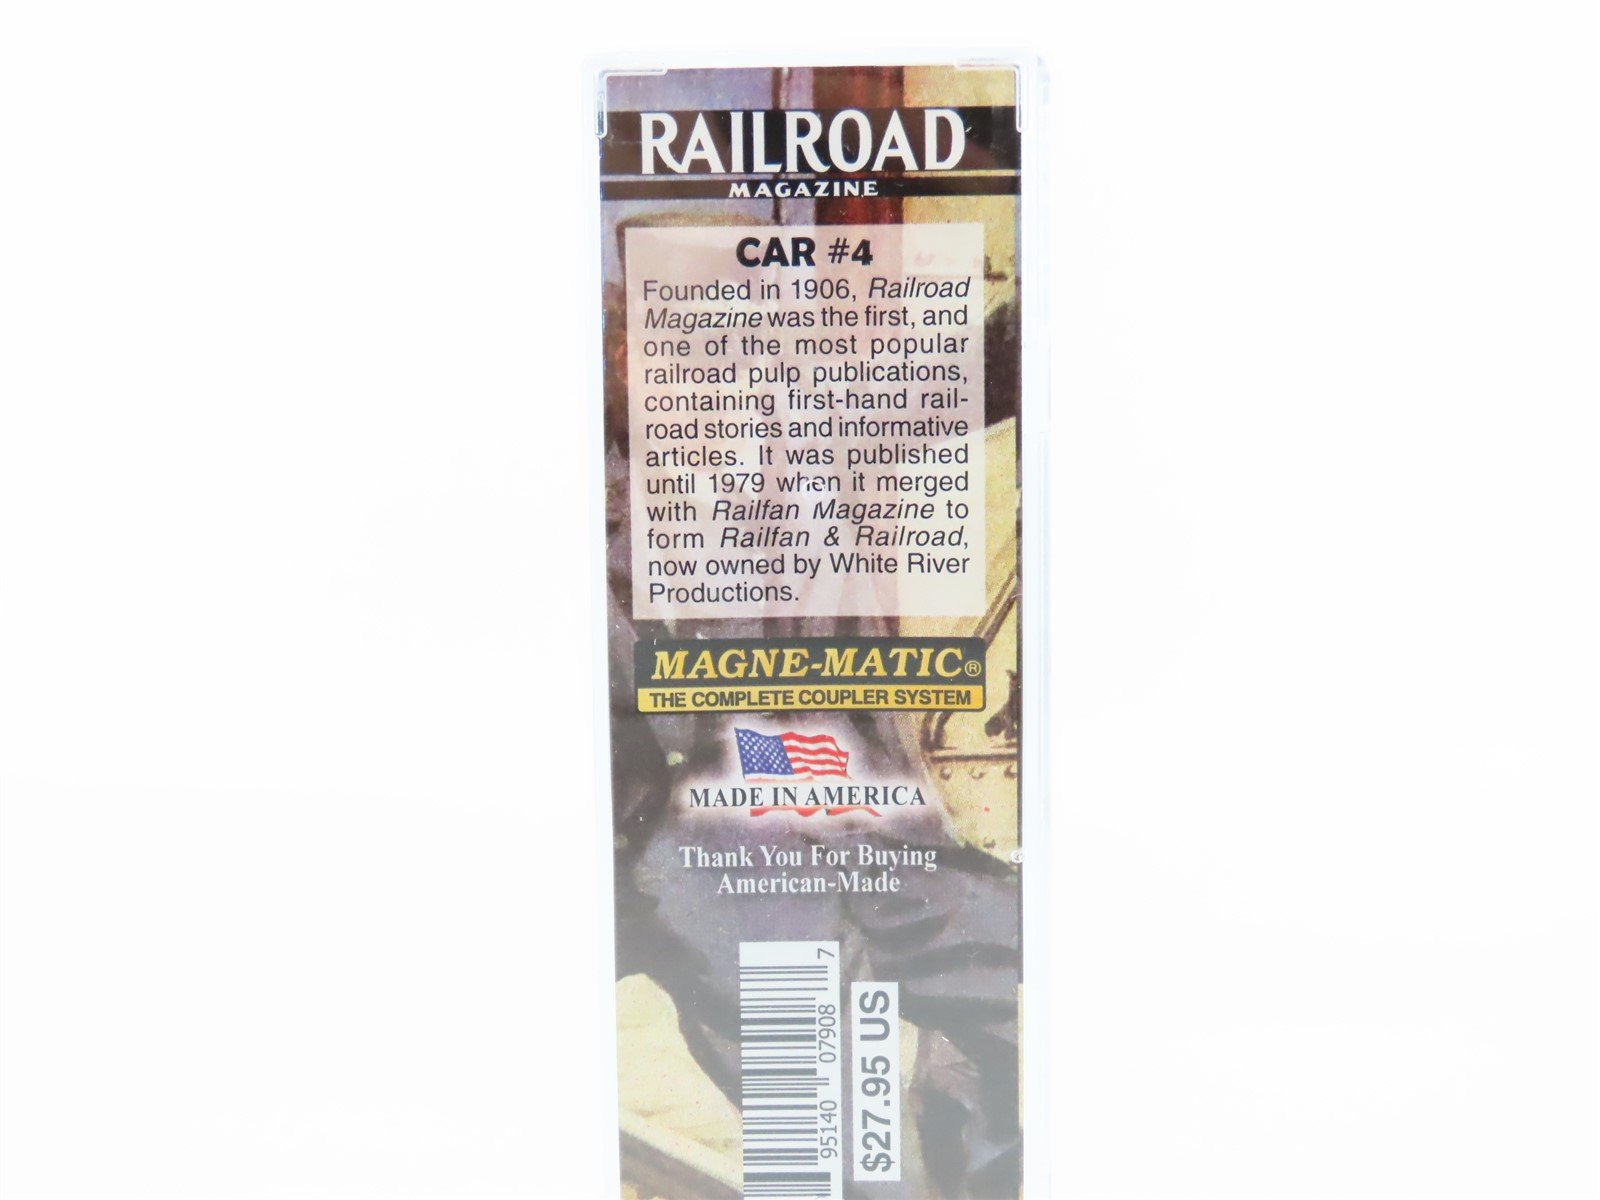 RAILROAD
MAGAZINE
CAR #4
Founded in 1906, Railroad
Magazine was the first, and
one of the most popular
railroad pulp publications,
containing first-hand rail-
road stories and informative
articles. It was published
until 1979 when it merged
with Railfan Magazine to
form Railfan & Railroad,
now owned by White River
Productions.
MAGNE-MATIC®
THE COMPLETE COUPLER SYSTEM
MADE IN AMERICA
Thank You For Buying
American-Made
95140 07908 7
$27.95 US